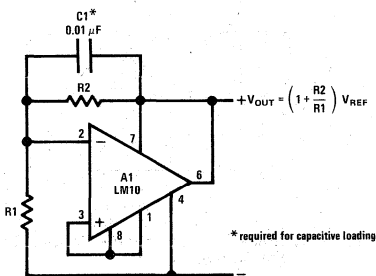 C1*
0.01 μF
R2
+VOUT = (1 + R2/R1) VREF
2
−
7
A1
LM10
6
4
R1
3
+
1
8
* required for capacitive loading
−